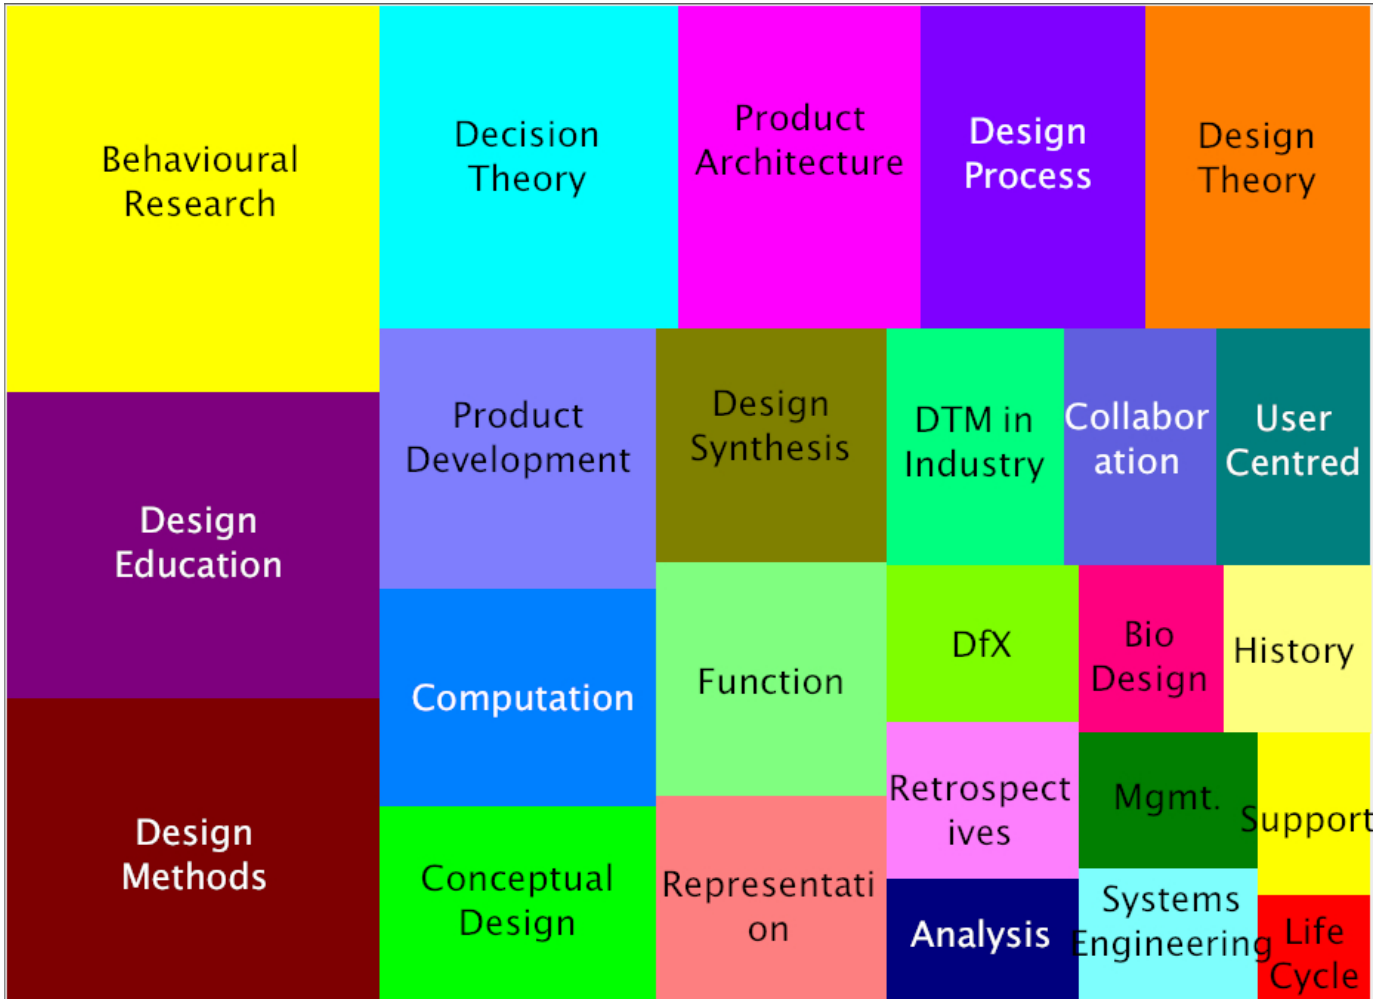 Behavioural
Research
Decision
Theory
Product
Architecture
Design
Process
Design
Theory
Design
Education
Design
Methods
Product
Development
Design
Synthesis
DTM in
Industry
Collabor
ation
User
Centred
Computation
Function
DfX
Bio
Design
History
Conceptual
Design
Representati
on
Retrospect
ives
Mgmt.
Support
Analysis
Systems
Engineering
Life
Cycle